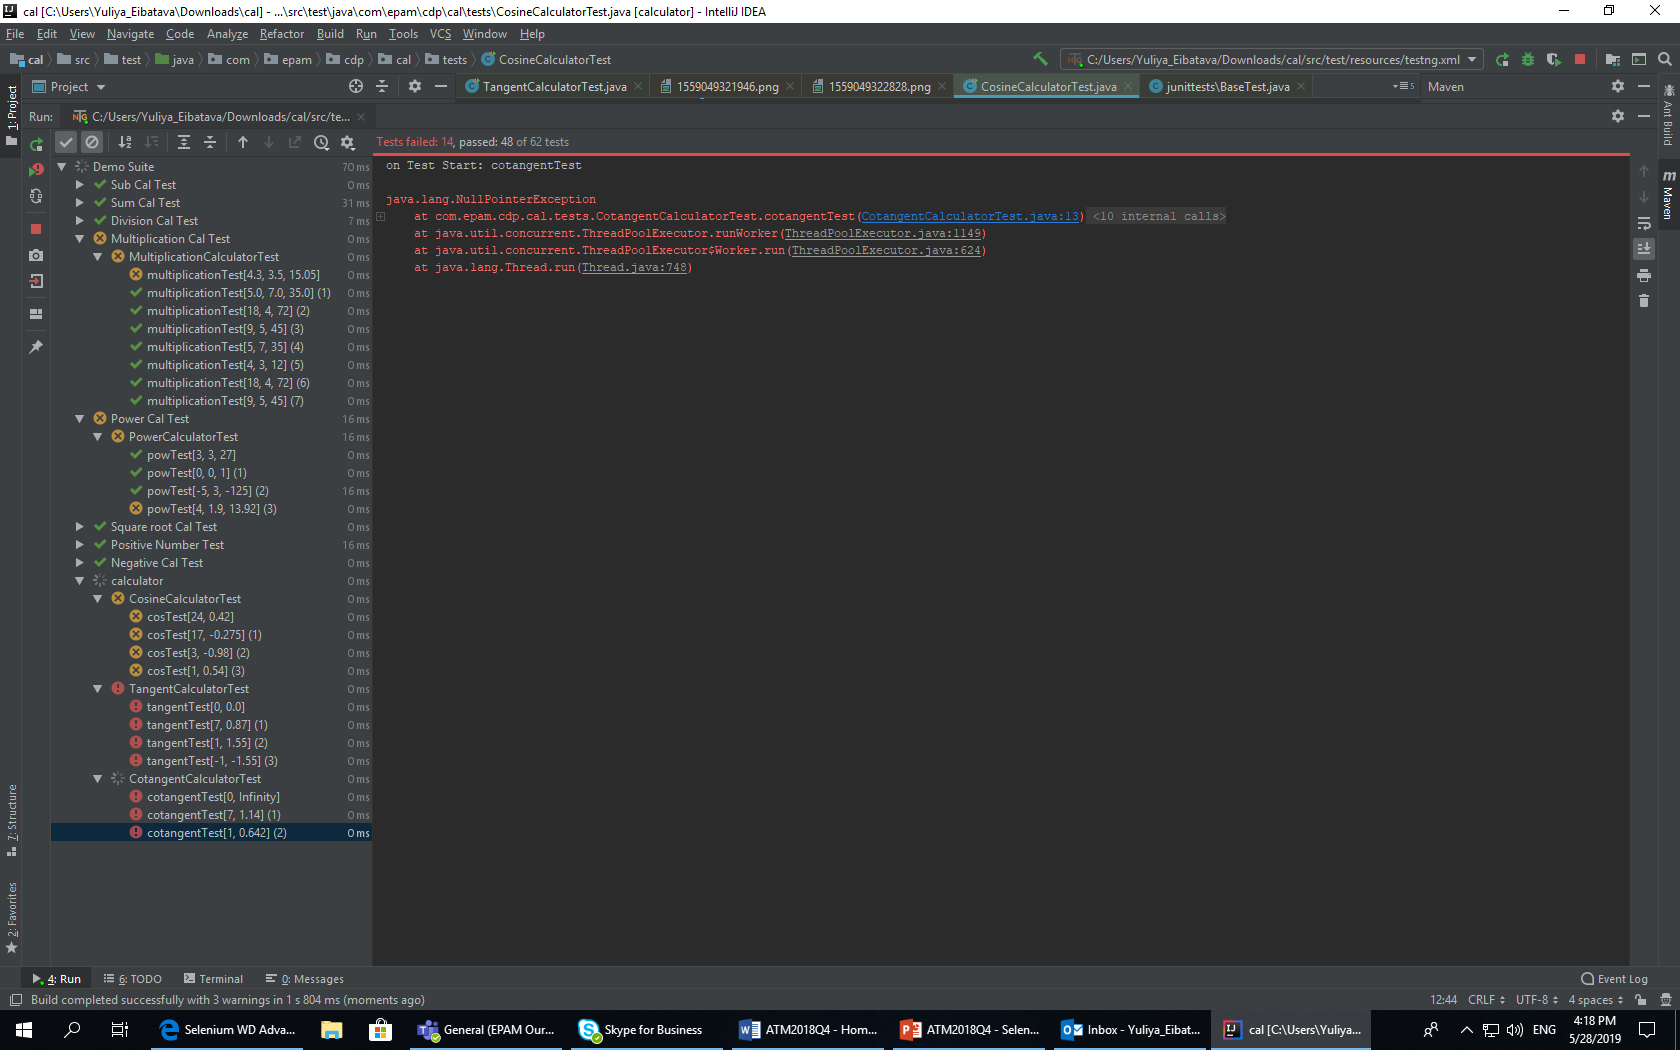 cal [C:\Users\Yuliya_Eibatava\Downloads\cal] - ...\src\test\java\com\epam\cdp\cal\tests\CosineCalculatorTest.java [calculator] - IntelliJ IDEA
File Edit View Navigate Code Analyze Refactor Build Run Tools VCS Window Help
cal src test java com epam cdp cal tests CosineCalculatorTest C:/Users/Yuliya_Eibatava/Downloads/cal/src/test/resources/testng.xml
Project TangentCalculatorTest.java 1559049321946.png 1559049322828.png CosineCalculatorTest.java junittests\BaseTest.java 5 Maven
Run: C:/Users/Yuliya_Eibatava/Downloads/cal/src/te...
Tests failed: 14, passed: 48 of 62 tests
1: Project
7: Structure
2: Favorites
Ant Build
Maven
Demo Suite 70 ms
Sub Cal Test 0 ms
Sum Cal Test 31 ms
Division Cal Test 7 ms
Multiplication Cal Test 0 ms
MultiplicationCalculatorTest 0 ms
multiplicationTest[4.3, 3.5, 15.05] 0 ms
multiplicationTest[5.0, 7.0, 35.0] (1) 0 ms
multiplicationTest[18, 4, 72] (2) 0 ms
multiplicationTest[9, 5, 45] (3) 0 ms
multiplicationTest[5, 7, 35] (4) 0 ms
multiplicationTest[4, 3, 12] (5) 0 ms
multiplicationTest[18, 4, 72] (6) 0 ms
multiplicationTest[9, 5, 45] (7) 0 ms
Power Cal Test 16 ms
PowerCalculatorTest 16 ms
powTest[3, 3, 27] 0 ms
powTest[0, 0, 1] (1) 0 ms
powTest[-5, 3, -125] (2) 16 ms
powTest[4, 1.9, 13.92] (3) 0 ms
Square root Cal Test 0 ms
Positive Number Test 16 ms
Negative Cal Test 0 ms
calculator 0 ms
CosineCalculatorTest 0 ms
cosTest[24, 0.42] 0 ms
cosTest[17, -0.275] (1) 0 ms
cosTest[3, -0.98] (2) 0 ms
cosTest[1, 0.54] (3) 0 ms
TangentCalculatorTest 0 ms
tangentTest[0, 0.0] 0 ms
tangentTest[7, 0.87] (1) 0 ms
tangentTest[1, 1.55] (2) 0 ms
tangentTest[-1, -1.55] (3) 0 ms
CotangentCalculatorTest 0 ms
cotangentTest[0, Infinity] 0 ms
cotangentTest[7, 1.14] (1) 0 ms
cotangentTest[1, 0.642] (2) 0 ms
on Test Start: cotangentTest
java.lang.NullPointerException
at com.epam.cdp.cal.tests.CotangentCalculatorTest.cotangentTest(CotangentCalculatorTest.java:13) <10 internal calls>
at java.util.concurrent.ThreadPoolExecutor.runWorker(ThreadPoolExecutor.java:1149)
at java.util.concurrent.ThreadPoolExecutor$Worker.run(ThreadPoolExecutor.java:624)
at java.lang.Thread.run(Thread.java:748)
4: Run 6: TODO Terminal 0: Messages Event Log
Build completed successfully with 3 warnings in 1 s 804 ms (moments ago) 12:44 CRLF UTF-8 4 spaces
Selenium WD Adva... General (EPAM Our... Skype for Business ATM2018Q4 - Hom... ATM2018Q4 - Selen... Inbox - Yuliya_Eibat... cal [C:\Users\Yuliya... ENG 4:18 PM
5/28/2019